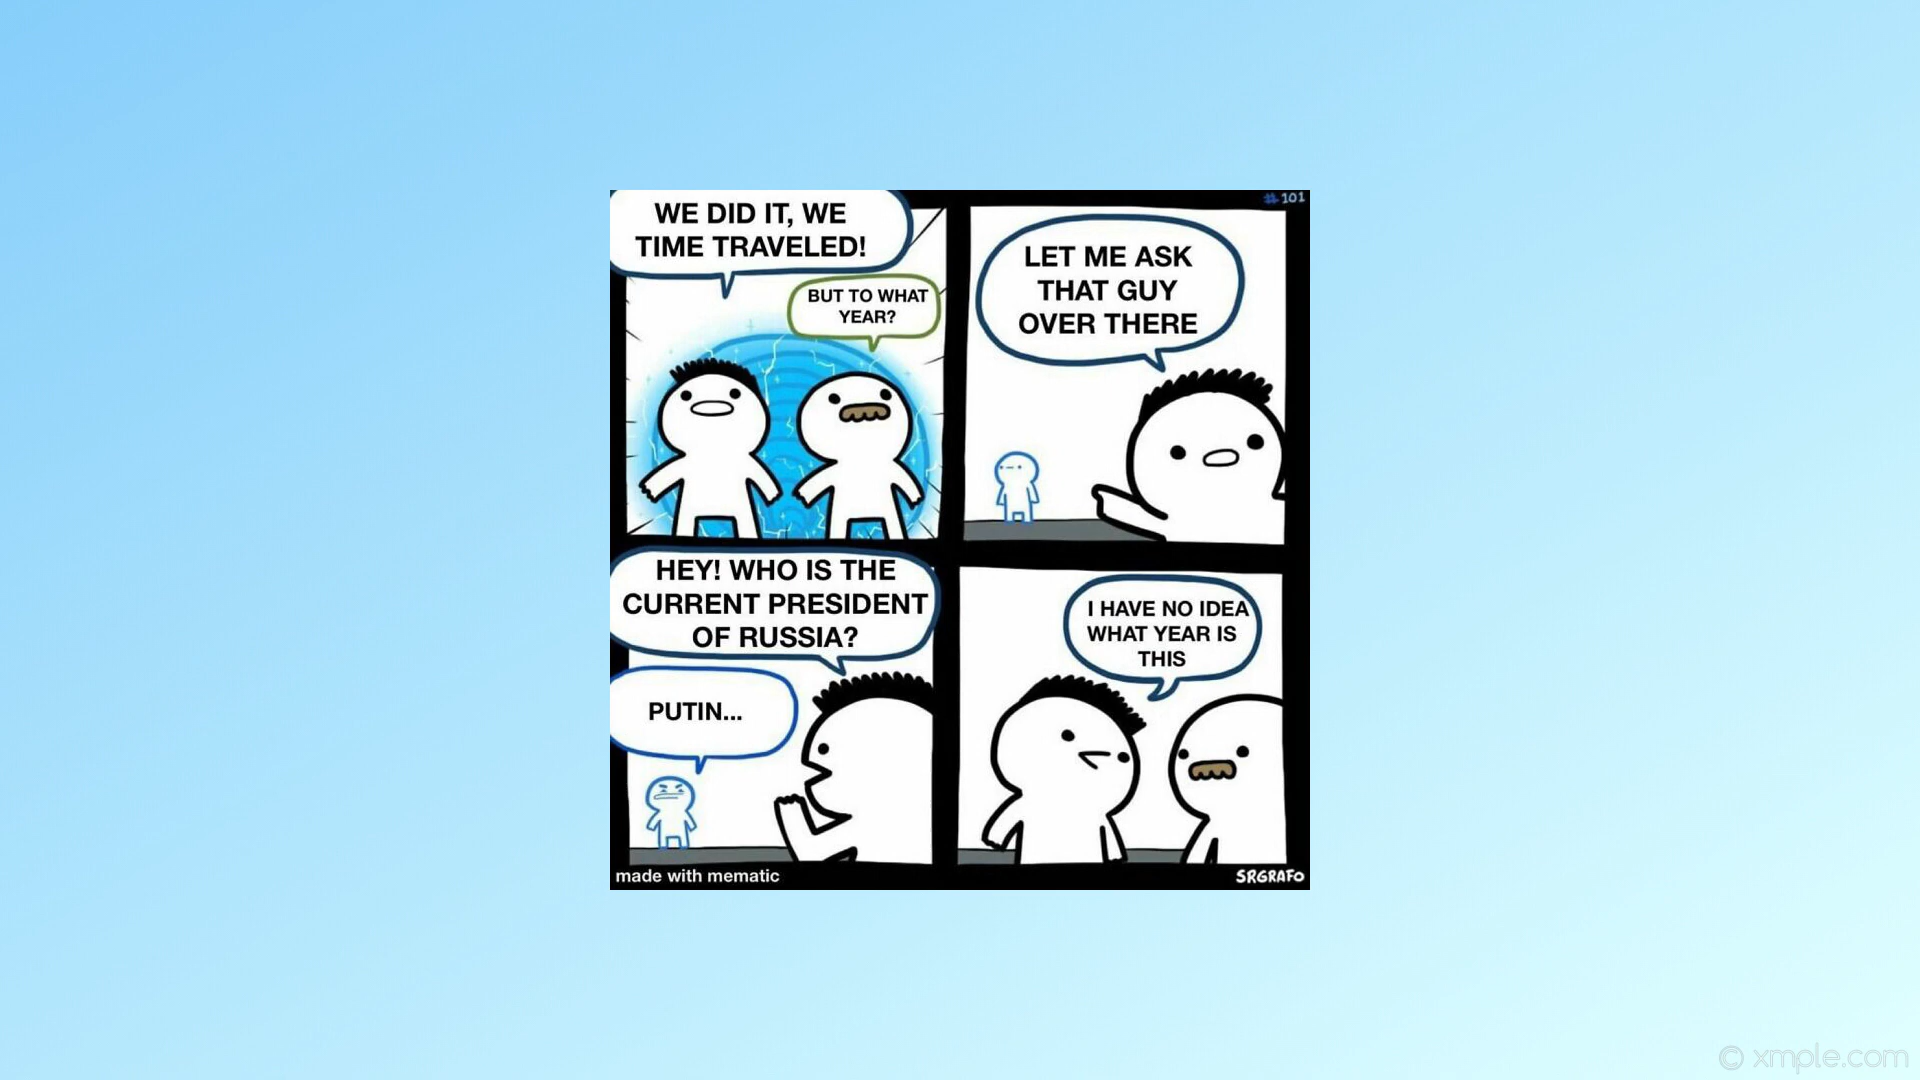 #101
WE DID IT, WE
TIME TRAVELED!
BUT TO WHAT
YEAR?
LET ME ASK
THAT GUY
OVER THERE
HEY! WHO IS THE
CURRENT PRESIDENT
OF RUSSIA?
PUTIN...
I HAVE NO IDEA
WHAT YEAR IS
THIS
made with mematic
SRGRAFO
© xmple.com